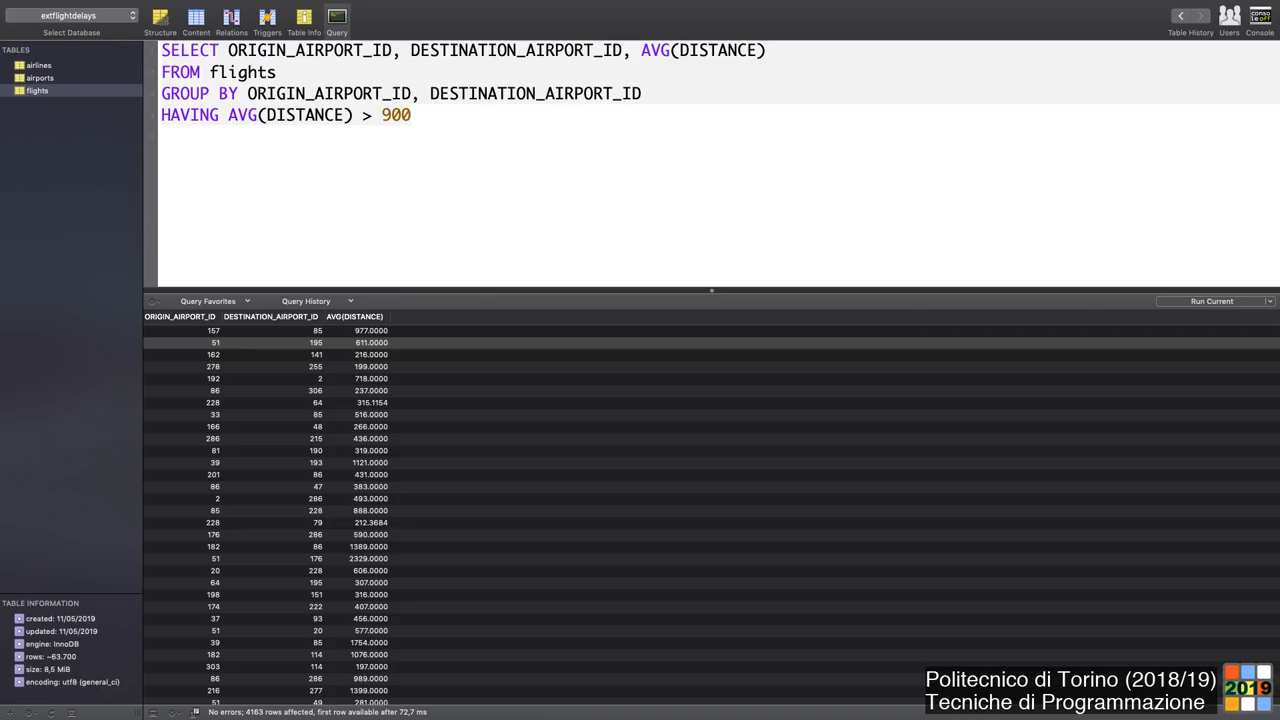 extflightdelays
Select Database
Structure
Content
Relations
Triggers
Table Info
Query
Table History
Users
Console
conso
le off
TABLES
airlines
airports
flights
SELECT ORIGIN_AIRPORT_ID, DESTINATION_AIRPORT_ID, AVG(DISTANCE)
FROM flights
GROUP BY ORIGIN_AIRPORT_ID, DESTINATION_AIRPORT_ID
HAVING AVG(DISTANCE) > 900
Query Favorites
Query History
Run Current
ORIGIN_AIRPORT_ID DESTINATION_AIRPORT_ID AVG(DISTANCE)
157 85 977.0000
51 195 611.0000
162 141 216.0000
278 255 199.0000
192 2 718.0000
86 306 237.0000
228 64 315.1154
33 85 516.0000
166 48 266.0000
286 215 436.0000
81 190 319.0000
39 193 1121.0000
201 86 431.0000
86 47 383.0000
2 286 493.0000
85 228 888.0000
228 79 212.3684
176 286 590.0000
182 86 1389.0000
51 176 2329.0000
20 228 606.0000
64 195 307.0000
198 151 316.0000
174 222 407.0000
37 93 456.0000
51 20 577.0000
39 85 1754.0000
182 114 1076.0000
303 114 197.0000
86 286 989.0000
216 277 1399.0000
51 49 281.0000
TABLE INFORMATION
created: 11/05/2019
updated: 11/05/2019
engine: InnoDB
rows: ~63.700
size: 8,5 MiB
encoding: utf8 (general_ci)
No errors; 4163 rows affected, first row available after 72,7 ms
Politecnico di Torino (2018/19)
Tecniche di Programmazione
2019